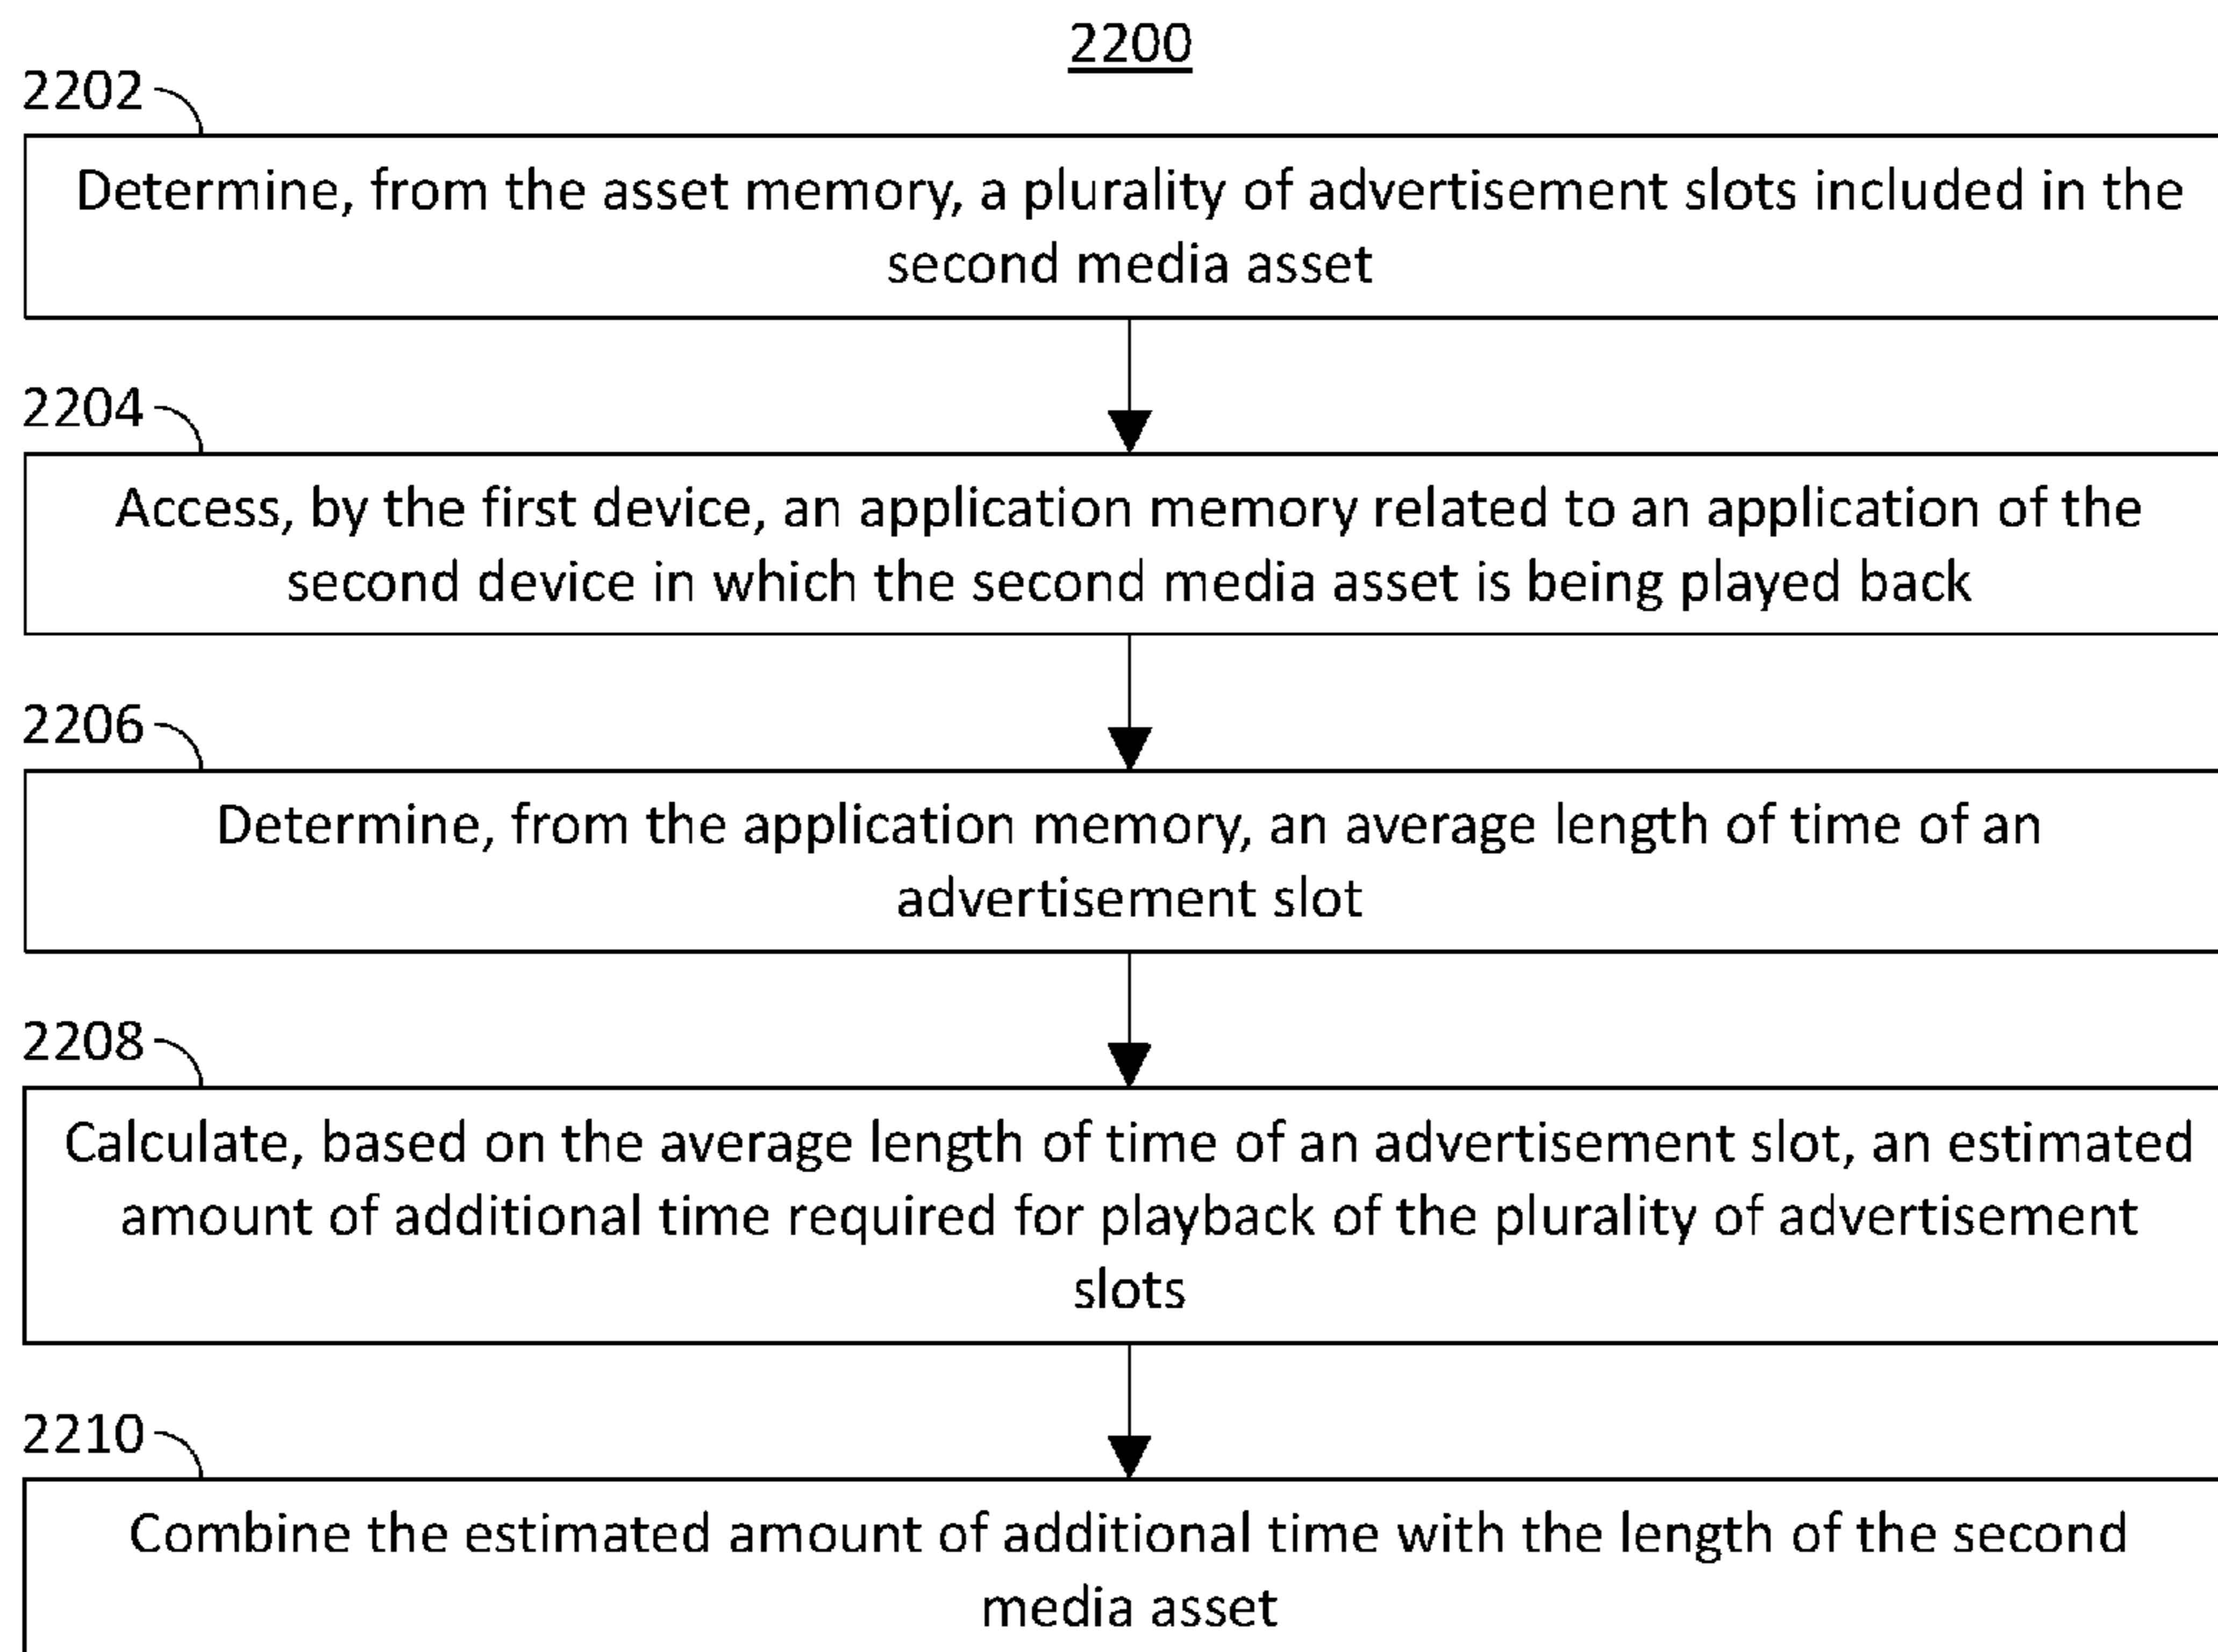 2200
2202
Determine, from the asset memory, a plurality of advertisement slots included in the
second media asset
2204
Access, by the first device, an application memory related to an application of the
second device in which the second media asset is being played back
2206
Determine, from the application memory, an average length of time of an
advertisement slot
2208
Calculate, based on the average length of time of an advertisement slot, an estimated
amount of additional time required for playback of the plurality of advertisement
slots
2210
Combine the estimated amount of additional time with the length of the second
media asset